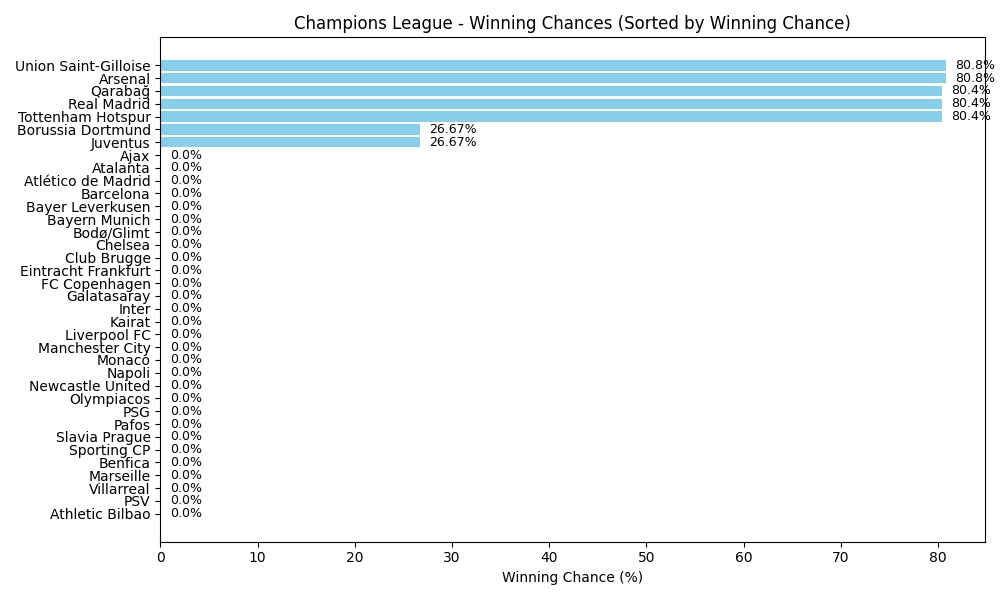 Champions League - Winning Chances (Sorted by Winning Chance)
Union Saint-Gilloise 80.8%
Arsenal 80.8%
Qarabağ 80.4%
Real Madrid 80.4%
Tottenham Hotspur 80.4%
Borussia Dortmund 26.67%
Juventus 26.67%
Ajax 0.0%
Atalanta 0.0%
Atlético de Madrid 0.0%
Barcelona 0.0%
Bayer Leverkusen 0.0%
Bayern Munich 0.0%
Bodø/Glimt 0.0%
Chelsea 0.0%
Club Brugge 0.0%
Eintracht Frankfurt 0.0%
FC Copenhagen 0.0%
Galatasaray 0.0%
Inter 0.0%
Kairat 0.0%
Liverpool FC 0.0%
Manchester City 0.0%
Monaco 0.0%
Napoli 0.0%
Newcastle United 0.0%
Olympiacos 0.0%
PSG 0.0%
Pafos 0.0%
Slavia Prague 0.0%
Sporting CP 0.0%
Benfica 0.0%
Marseille 0.0%
Villarreal 0.0%
PSV 0.0%
Athletic Bilbao 0.0%
0 10 20 30 40 50 60 70 80
Winning Chance (%)